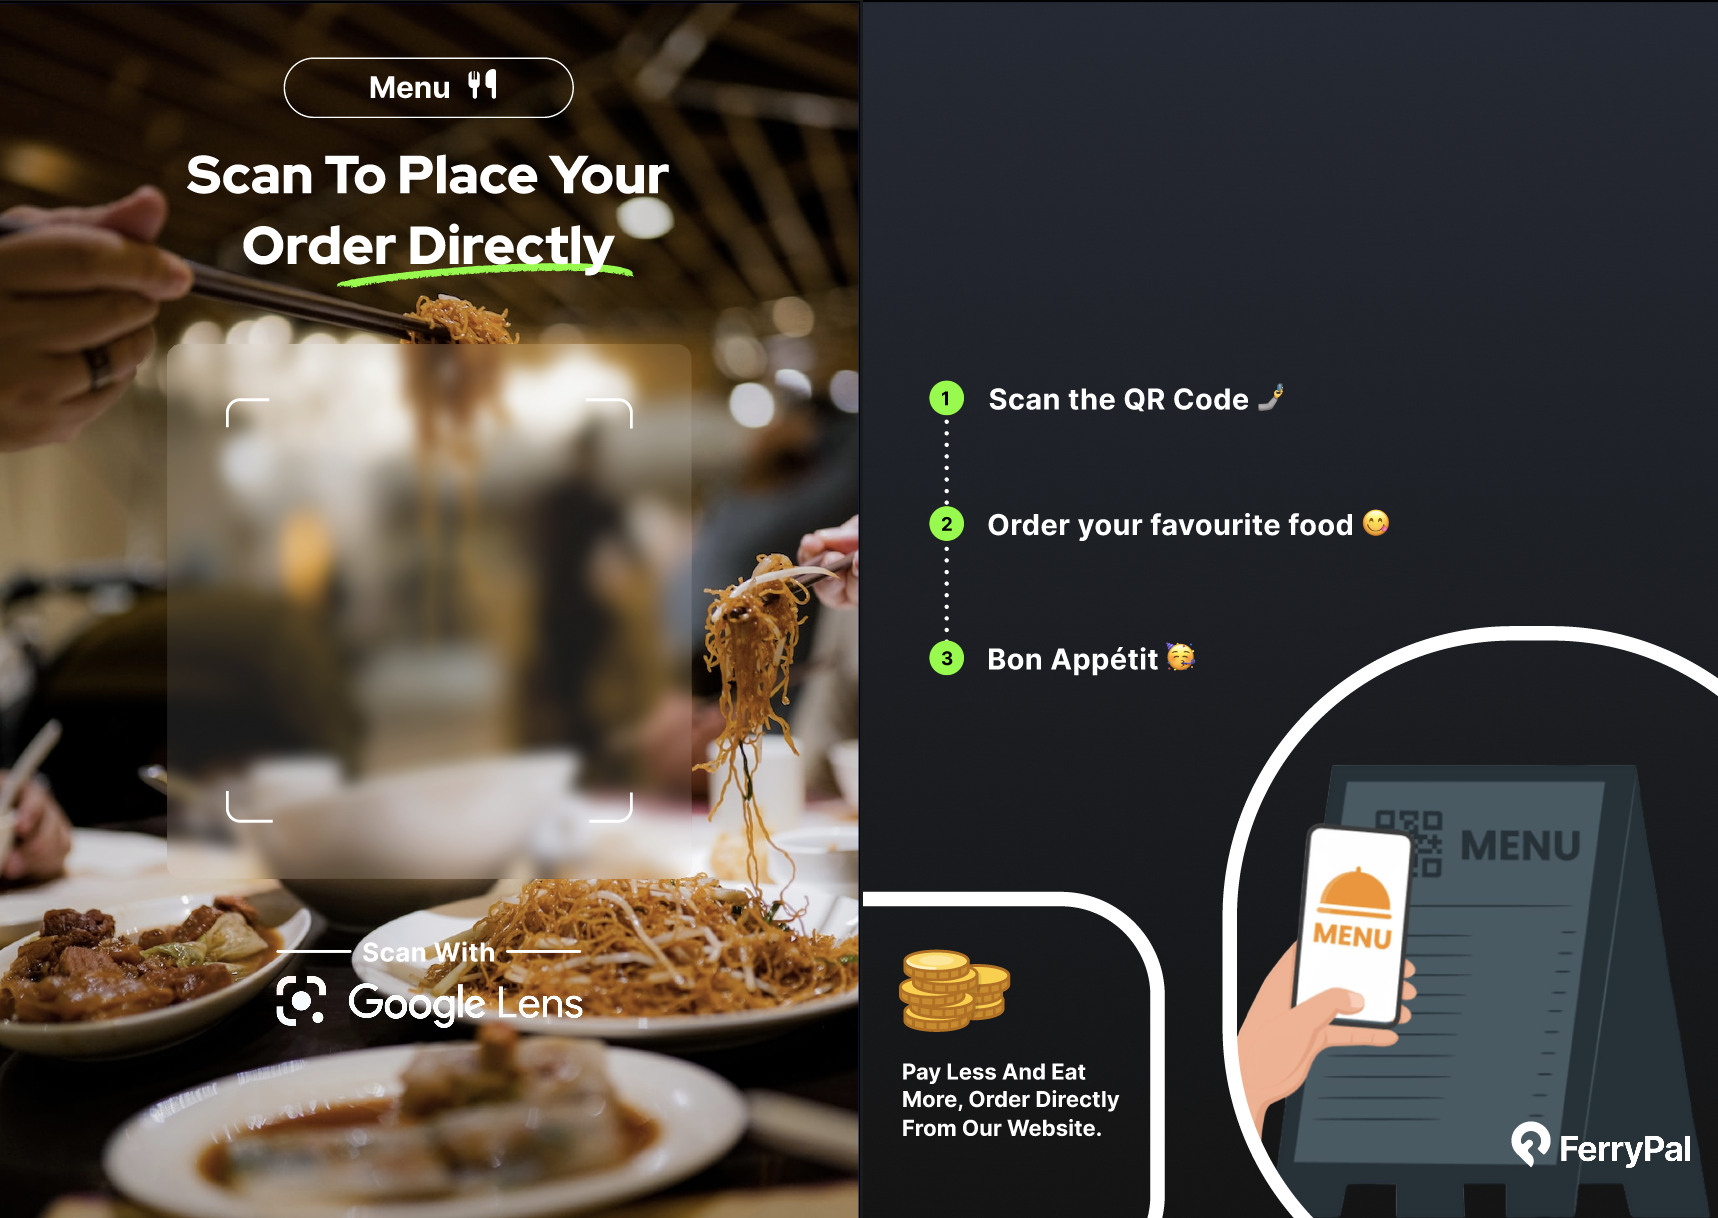 Menu
Scan To Place Your
Order Directly
Scan With
Google Lens
1 Scan the QR Code
2 Order your favourite food
3 Bon Appétit
Pay Less And Eat
More, Order Directly
From Our Website.
MENU
MENU
FerryPal